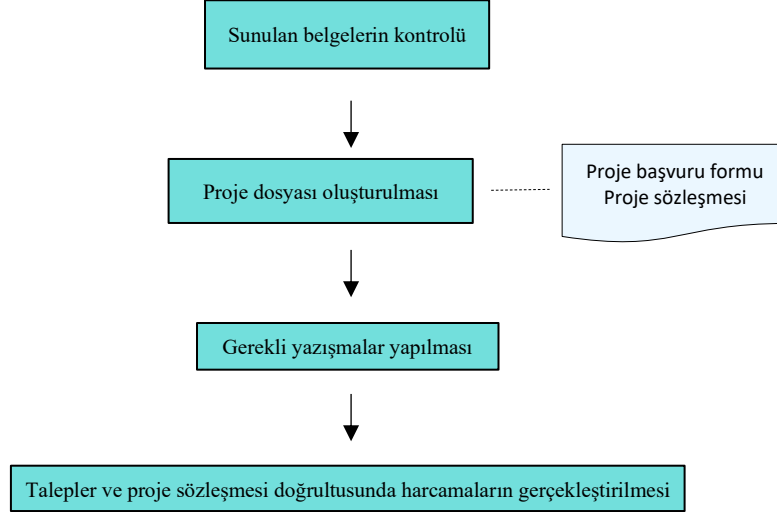 Sunulan belgelerin kontrolü
Proje dosyası oluşturulması
Proje başvuru formu
Proje sözleşmesi
Gerekli yazışmalar yapılması
Talepler ve proje sözleşmesi doğrultusunda harcamaların gerçekleştirilmesi